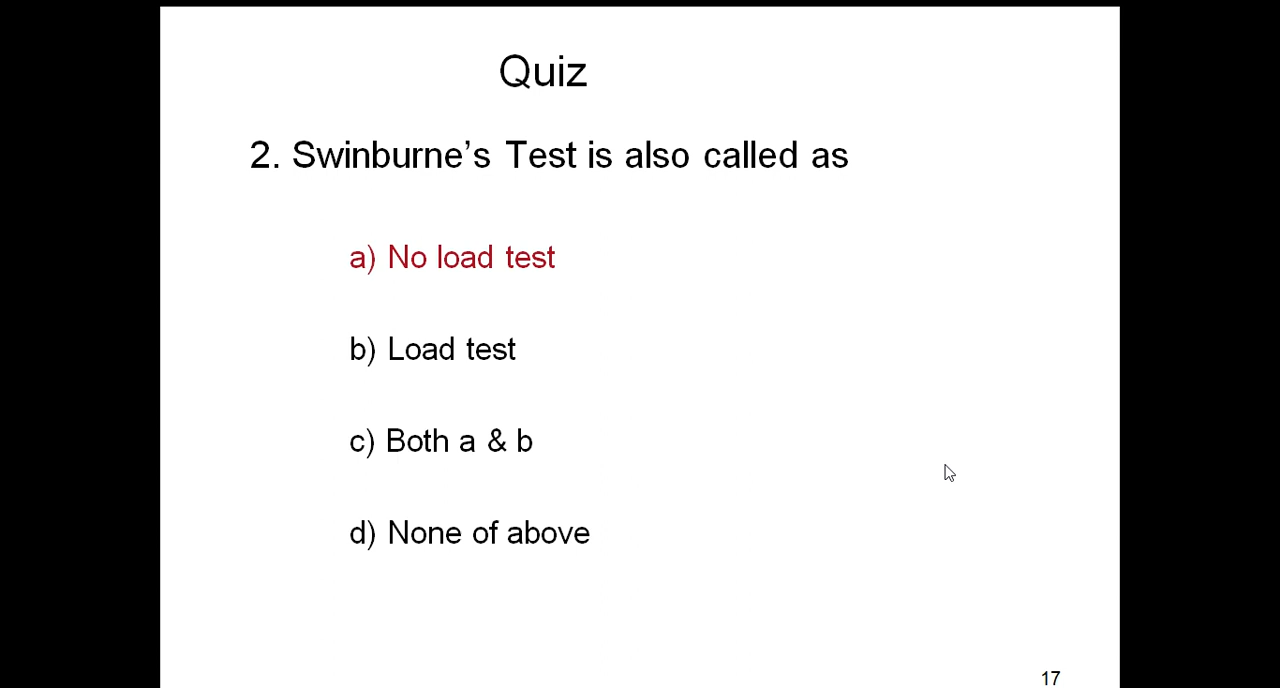 Quiz
2. Swinburne’s Test is also called as
a) No load test
b) Load test
c) Both a & b
d) None of above
17